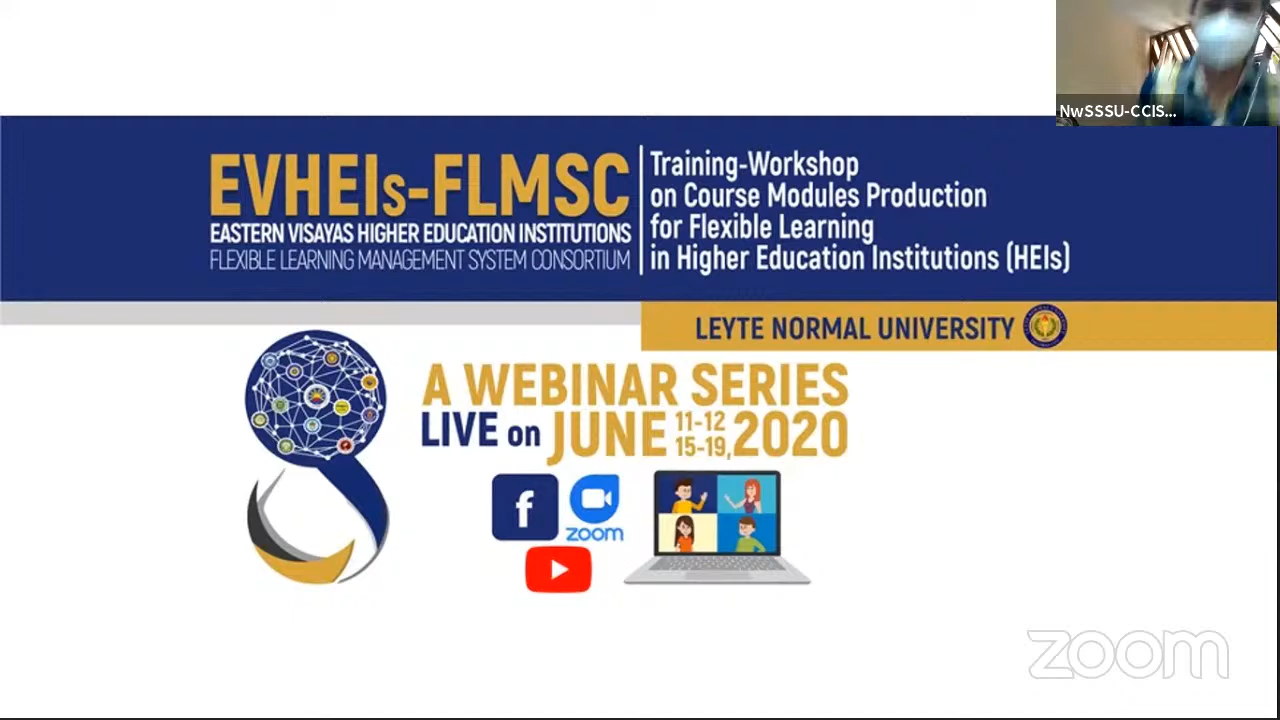 NwSSSU-CCIS...
EVHEIs-FLMSC
EASTERN VISAYAS HIGHER EDUCATION INSTITUTIONS
FLEXIBLE LEARNING MANAGEMENT SYSTEM CONSORTIUM
Training-Workshop
on Course Modules Production
for Flexible Learning
in Higher Education Institutions (HEIs)
LEYTE NORMAL UNIVERSITY
A WEBINAR SERIES
LIVE on JUNE 11-12 15-19, 2020
f
zoom
zoom